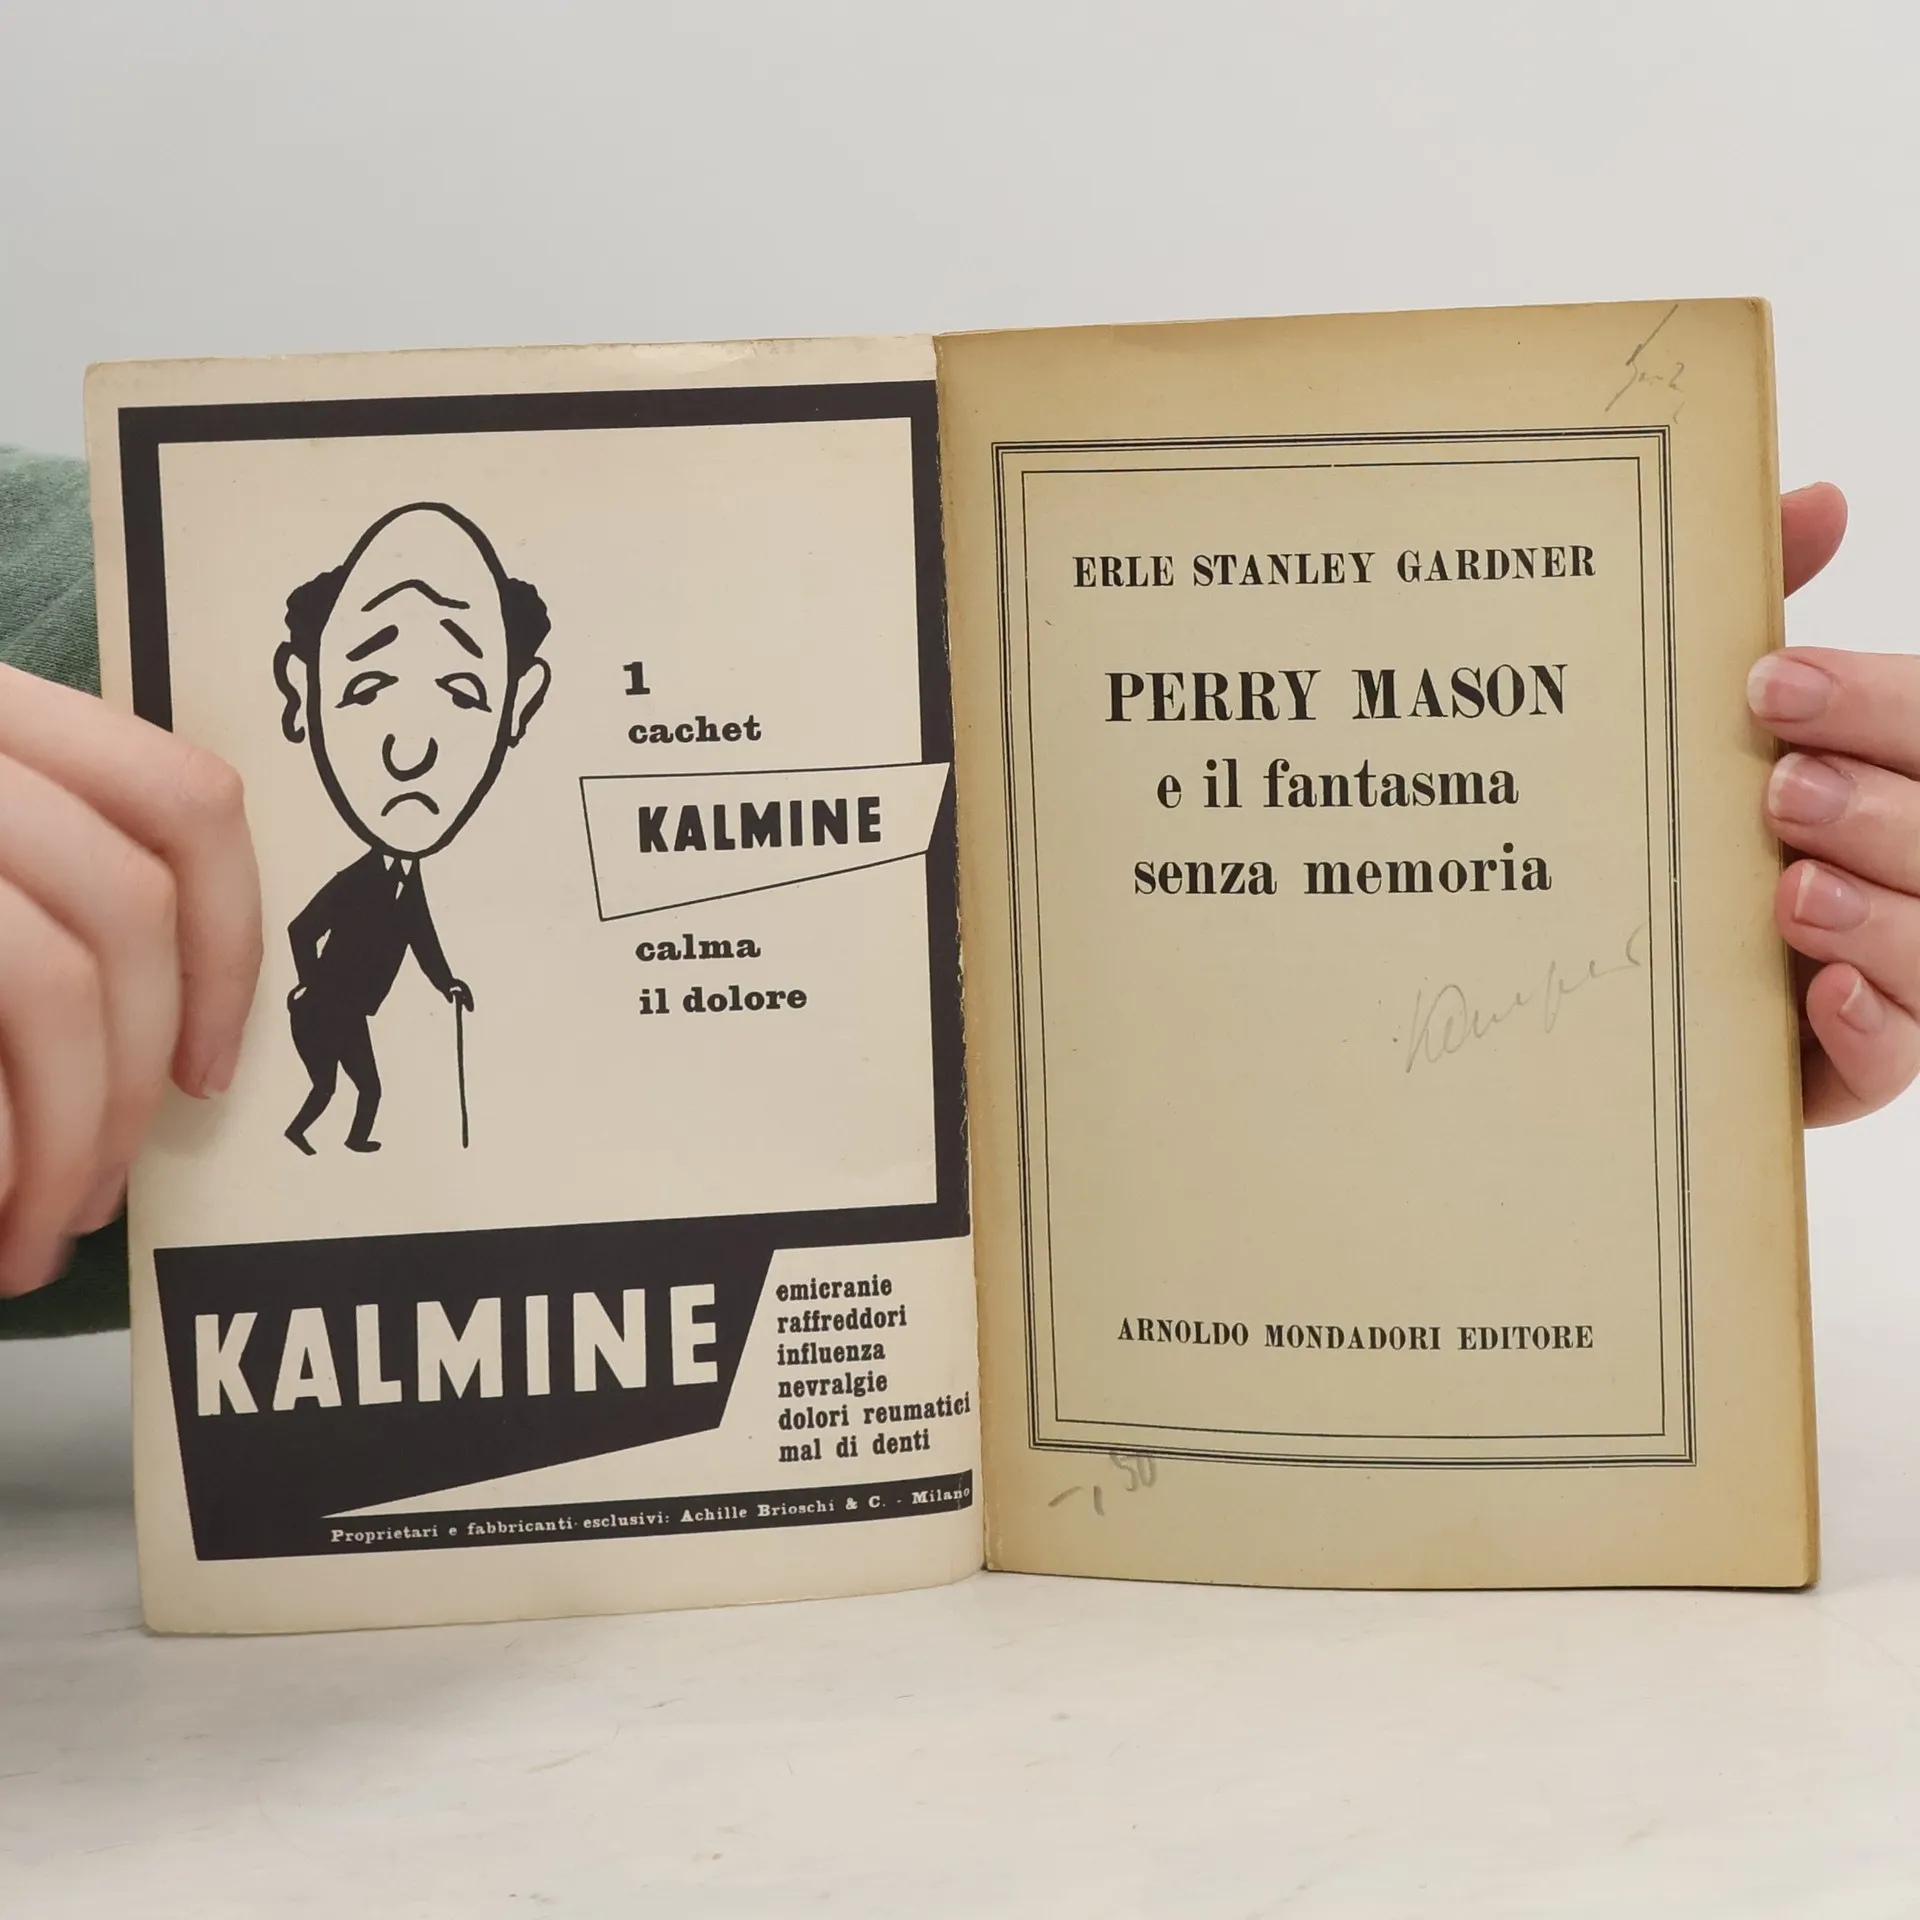 1
cachet
KALMINE
calma
il dolore
KALMINE
emicranie
raffreddori
influenza
nevralgie
dolori reumatici
mal di denti
Proprietari e fabbricanti esclusivi: Achille Brioschi & C. - Milano
ERLE STANLEY GARDNER
PERRY MASON
e il fantasma
senza memoria
ARNOLDO MONDADORI EDITORE